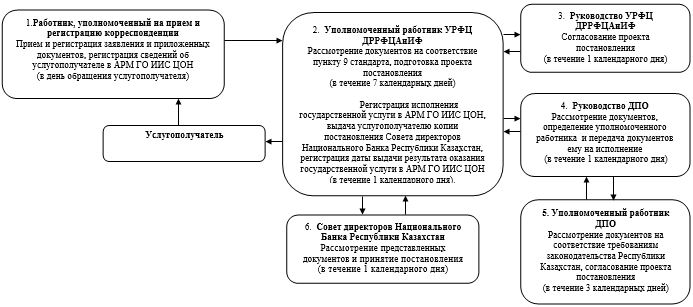 1.Работник, уполномоченный на прием и
регистрацию корреспонденции
Прием и регистрация заявления и приложенных
документов, регистрация сведений об
услугополучателе в АРМ ГО ИИС ЦОН
(в день обращения услугополучателя)
Услугополучатель
2. Уполномоченный работник УРФЦ
ДРРФЦАиИФ
Рассмотрение документы на соответствие
пункту 9 стандарта, подготовка проекта
постановления
(в течение 7 календарных дней)
Регистрация исполнения
государственной услуги в АРМ ГО ИИС ЦОН,
выдача услугополучателю копии
постановления Совета директоров
Национального Банка Республики Казахстан,
регистрация даты выдачи результата оказания
государственной услуги в АРМ ГО ИИС ЦОН
(в течение 1 календарного дня).
3. Руководство УРФЦ
ДРРФЦАиИФ
Согласование проекта
постановления
(в течение 1 календарного дня)
4. Руководство ДПО
Рассмотрение документов,
определение уполномоченного
работника и передача документов
ему на исполнение
(в течение 1 календарного дня)
5. Уполномоченный работник
ДПО
Рассмотрение документов на
соответствие требованиям
законодательства Республики
Казахстан, согласование проекта
постановления
(в течение 3 календарных дней)
6. Совет директоров Национального
Банка Республики Казахстан
Рассмотрение представленных
документов и принятие постановления
(в течение 1 календарного дня)